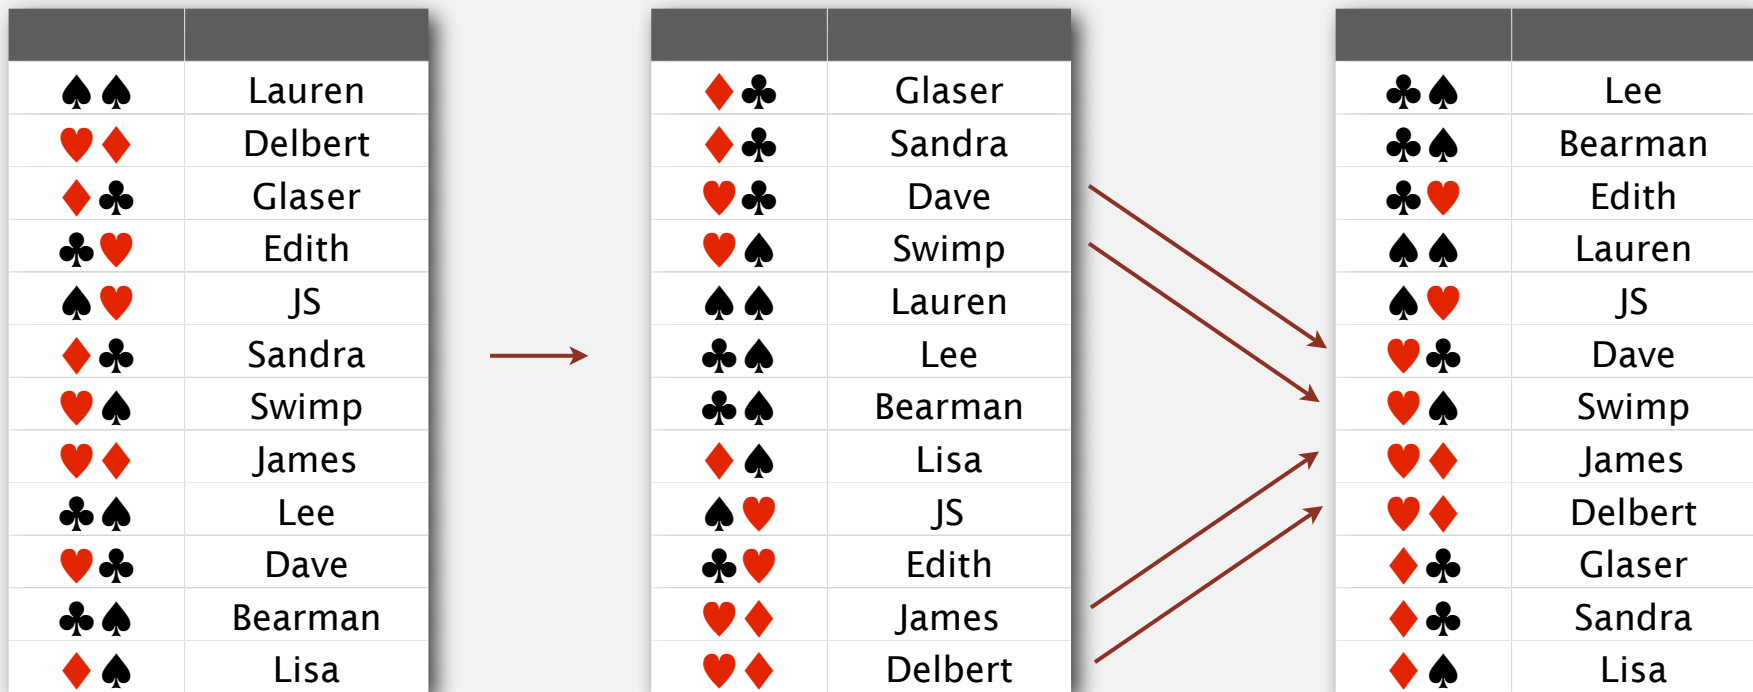 ♠♠ Lauren
♥♦ Delbert
♦♣ Glaser
♣♥ Edith
♠♥ JS
♦♣ Sandra
♥♠ Swimp
♥♦ James
♣♠ Lee
♥♣ Dave
♣♠ Bearman
♦♠ Lisa
♦♣ Glaser
♦♣ Sandra
♥♣ Dave
♥♠ Swimp
♠♠ Lauren
♣♠ Lee
♣♠ Bearman
♦♠ Lisa
♠♥ JS
♣♥ Edith
♥♦ James
♥♦ Delbert
♣♠ Lee
♣♠ Bearman
♣♥ Edith
♠♠ Lauren
♠♥ JS
♥♣ Dave
♥♠ Swimp
♥♦ James
♥♦ Delbert
♦♣ Glaser
♦♣ Sandra
♦♠ Lisa